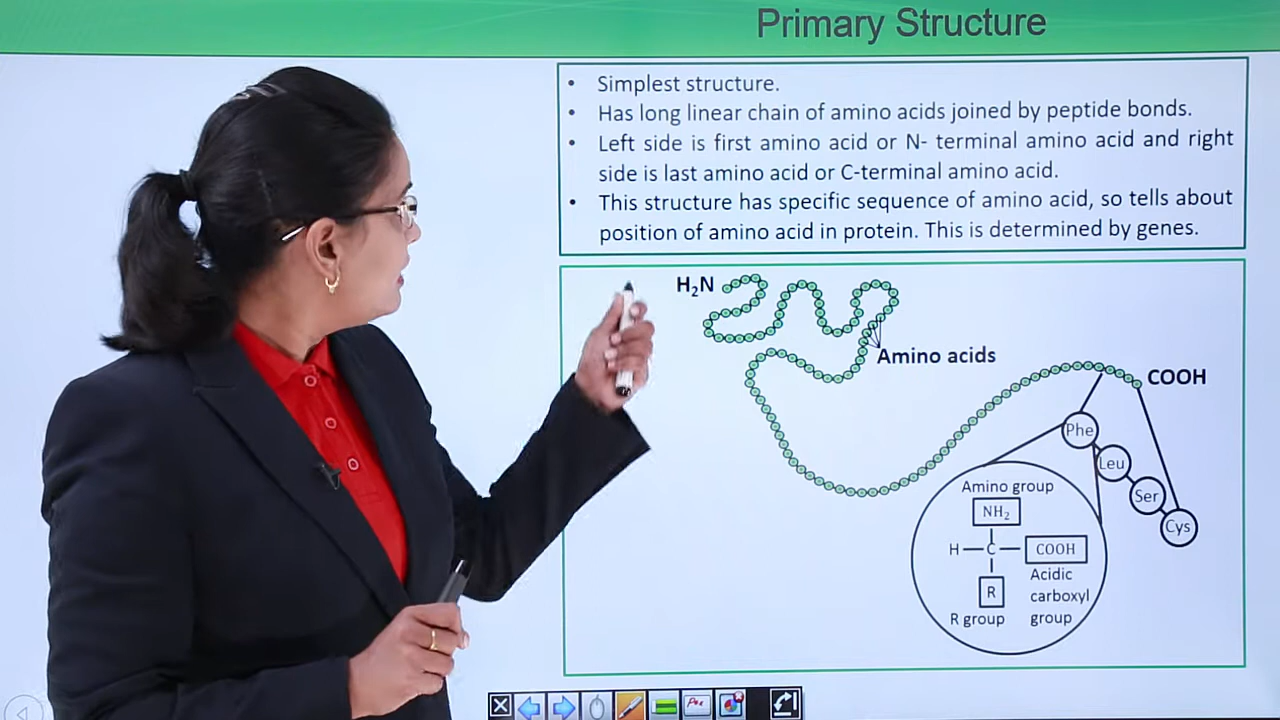 Primary Structure
• Simplest structure.
• Has long linear chain of amino acids joined by peptide bonds.
• Left side is first amino acid or N- terminal amino acid and right
side is last amino acid or C-terminal amino acid.
• This structure has specific sequence of amino acid, so tells about
position of amino acid in protein. This is determined by genes.
H₂N
Amino acids
COOH
Phe
Leu
Ser
Cys
Amino group
NH₂
H—C—COOH
R
Acidic
carboxyl
group
R group